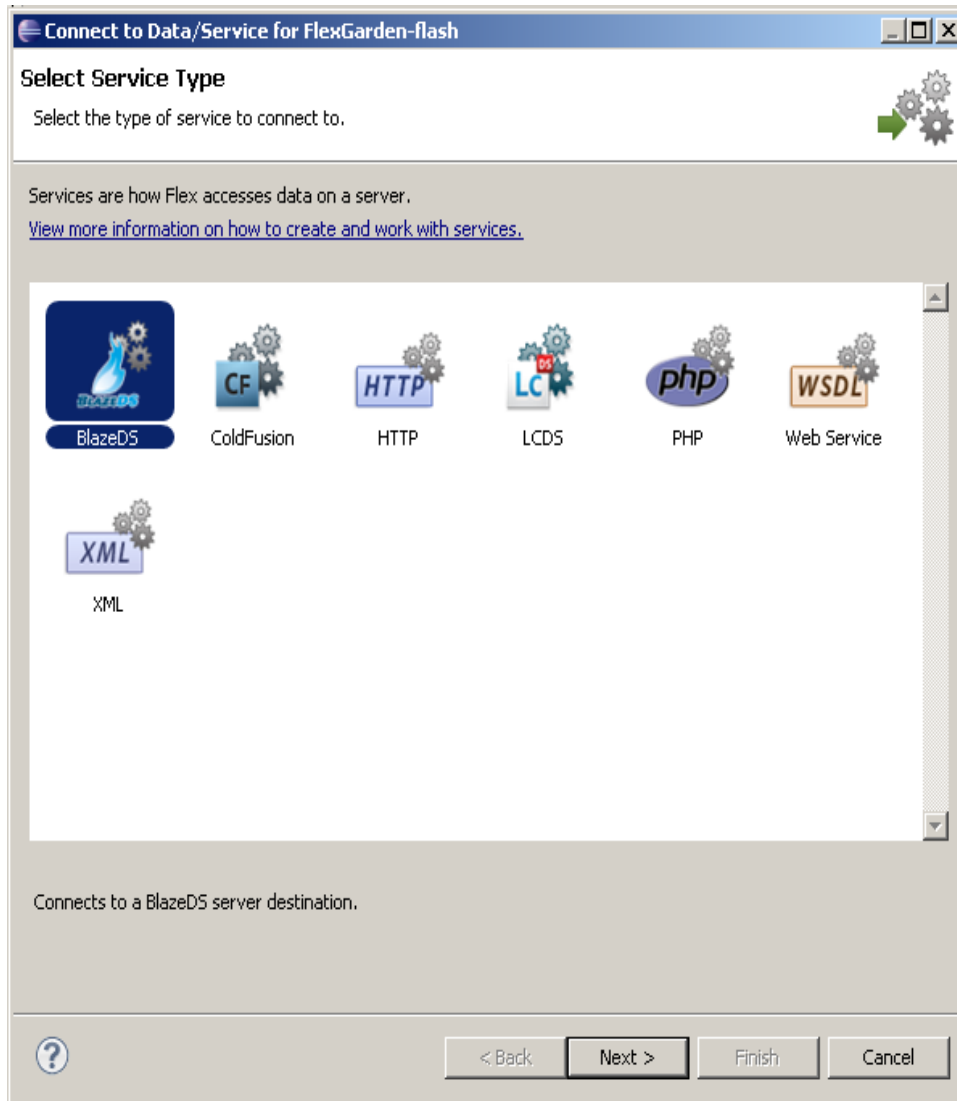 Connect to Data/Service for FlexGarden-flash
Select Service Type
Select the type of service to connect to.
Services are how Flex accesses data on a server.
View more information on how to create and work with services.
BLAZEDS CF HTTP DS LC php WSDL
BlazeDS ColdFusion HTTP LCDS PHP Web Service
XML
XML
Connects to a BlazeDS server destination.
? < Back Next > Finish Cancel